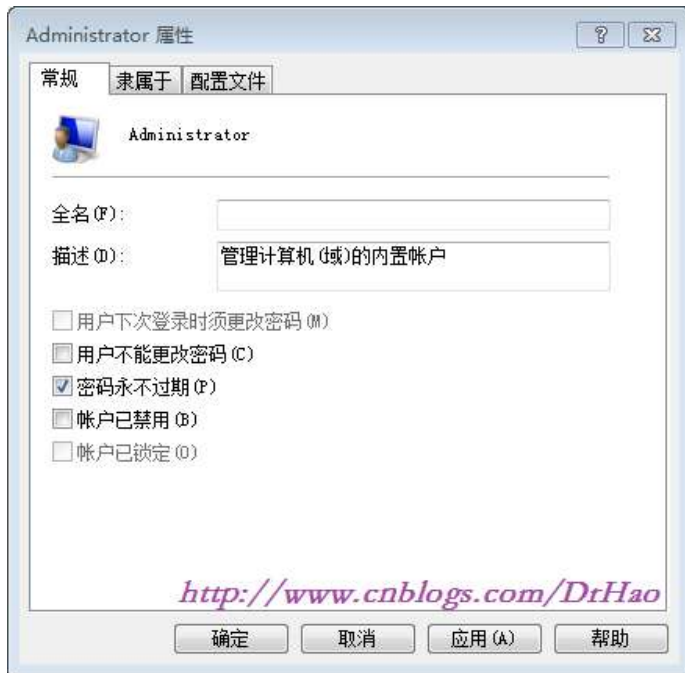 Administrator 属性
常规 隶属于 配置文件
Administrator
全名(F):
描述(D): 管理计算机(域)的内置帐户
用户下次登录时须更改密码(M)
用户不能更改密码(C)
密码永不过期(P)
帐户已禁用(B)
帐户已锁定(O)
http://www.cnblogs.com/DrHao
确定 取消 应用(A) 帮助